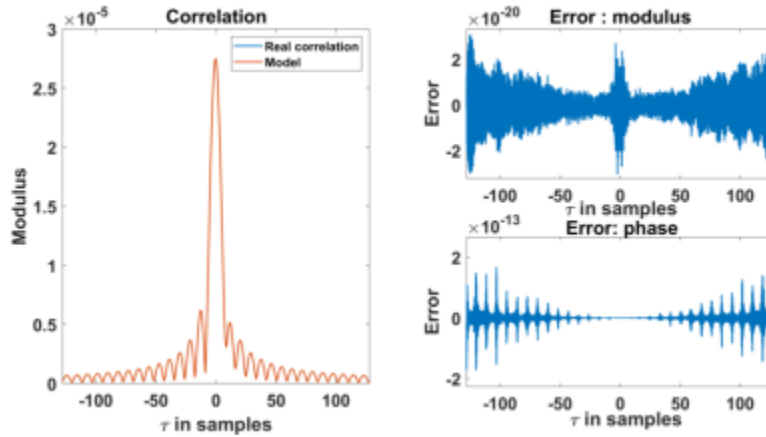 Correlation
×10⁻⁵
3
2.5
2
1.5
1
0.5
0
Modulus
Real correlation
Model
-100
-50
0
50
100
τ in samples
×10⁻²⁰
Error : modulus
2
0
-2
Error
-100
-50
0
50
100
τ in samples
×10⁻¹³
Error: phase
2
0
-2
Error
-100
-50
0
50
100
τ in samples